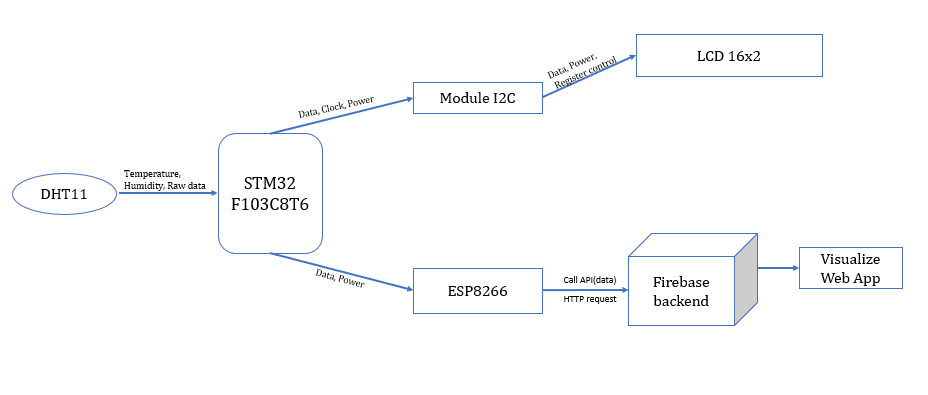 LCD 16x2
Data, Power,
Register control
Module I2C
Data, Clock, Power
STM32
F103C8T6
Temperature,
Humidity, Raw data
DHT11
Data, Power
ESP8266
Call API(data)
HTTP request
Firebase
backend
Visualize
Web App